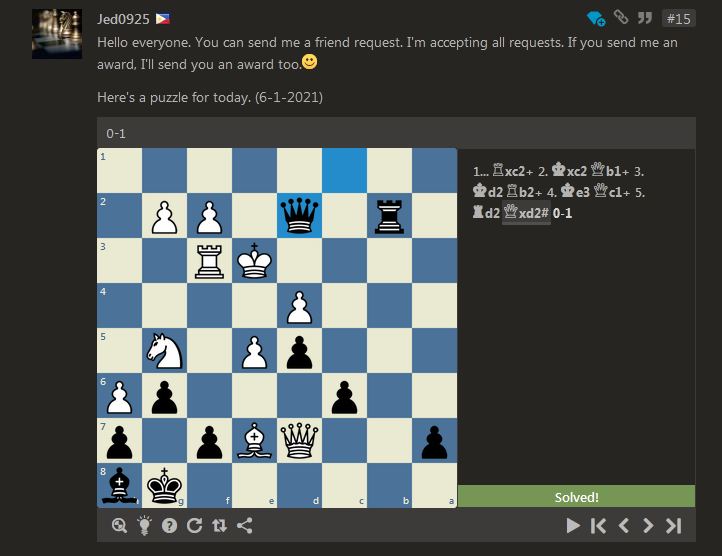 Jed0925 #15
Hello everyone. You can send me a friend request. I'm accepting all requests. If you send me an
award, I'll send you an award too.
Here's a puzzle for today. (6-1-2021)
0-1
1
1... ♖xc2+ 2. ♚xc2 ♕b1+ 3.
♚d2 ♖b2+ 4. ♚e3 ♕c1+ 5.
♜d2 ♕xd2# 0-1
2
3
4
5
6
7
8 h g f e d c b a
Solved!